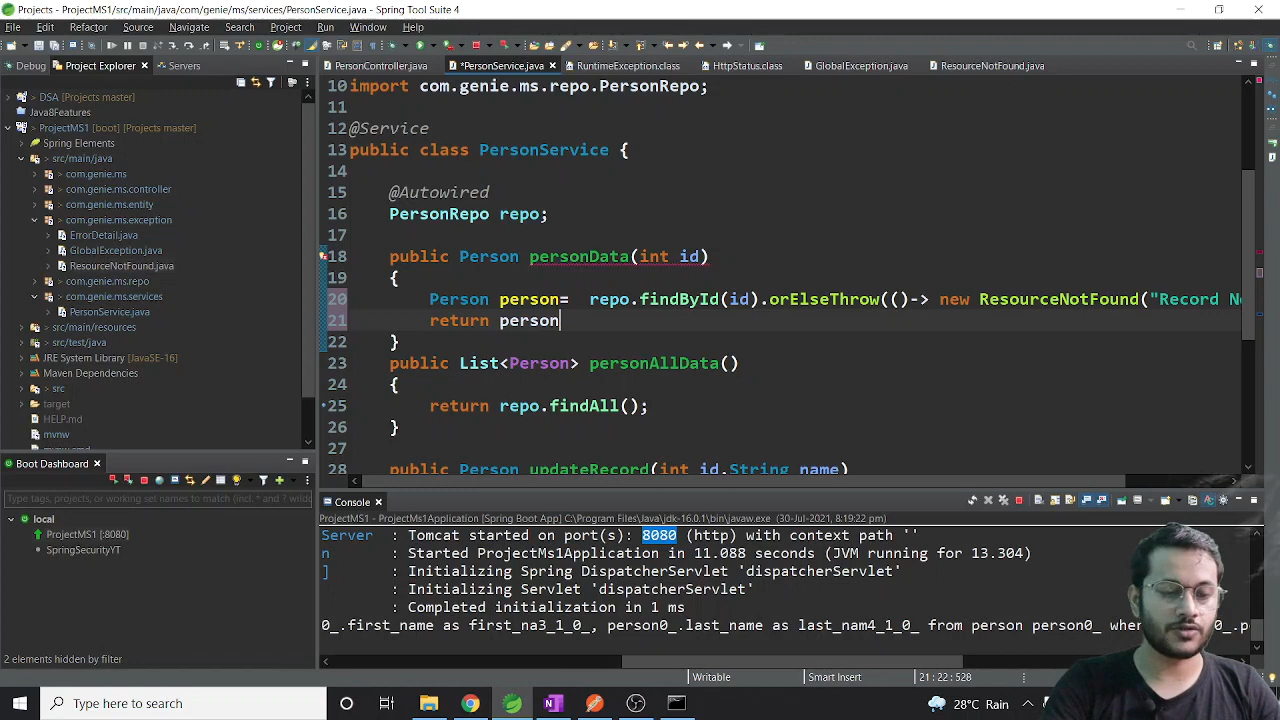 Projects - ProjectMS1/src/main/java/com/genie/ms/services/PersonService.java - Spring Tool Suite 4
File Edit Source Refactor Navigate Search Project Run Window Help
Debug Project Explorer Servers
PersonController.java *PersonService.java RuntimeException.class HttpStatus.class GlobalException.java ResourceNotFound.java
> DSA [Projects master]
Java8Features
> ProjectMS1 [boot] [Projects master]
Spring Elements
> src/main/java
> com.genie.ms
> com.genie.ms.controller
> com.genie.ms.entity
> com.genie.ms.exception
> ErrorDetail.java
> GlobalException.java
ResourceNotFound.java
> com.genie.ms.repo
> com.genie.ms.services
> PersonService.java
> src/main/resources
> src/test/java
JRE System Library [JavaSE-16]
Maven Dependencies
> src
target
HELP.md
mvnw
10 import com.genie.ms.repo.PersonRepo;
11
12 @Service
13 public class PersonService {
14
15 @Autowired
16 PersonRepo repo;
17
18 public Person personData(int id)
19 {
20 Person person=  repo.findById(id).orElseThrow(()-> new ResourceNotFound("Record N
21 return person
22 }
23 public List<Person> personAllData()
24 {
25 return repo.findAll();
26 }
27
28 public Person updateRecord(int id,String name)
Boot Dashboard
Type tags, projects, or working set names to match (incl. * and ? wildcards
local
ProjectMS1 [:8080]
SpringSecurityYT
2 elements hidden by filter
Console
ProjectMS1 - ProjectMs1Application [Spring Boot App] C:\Program Files\Java\jdk-16.0.1\bin\javaw.exe (30-Jul-2021, 8:19:22 pm)
Server : Tomcat started on port(s): 8080 (http) with context path ''
n : Started ProjectMs1Application in 11.088 seconds (JVM running for 13.304)
] : Initializing Spring DispatcherServlet 'dispatcherServlet'
: Initializing Servlet 'dispatcherServlet'
: Completed initialization in 1 ms
0_.first_name as first_na3_1_0_, person0_.last_name as last_nam4_1_0_ from person person0_ where
Writable Smart Insert 21 : 22 : 528
Type here to search
28°C Rain